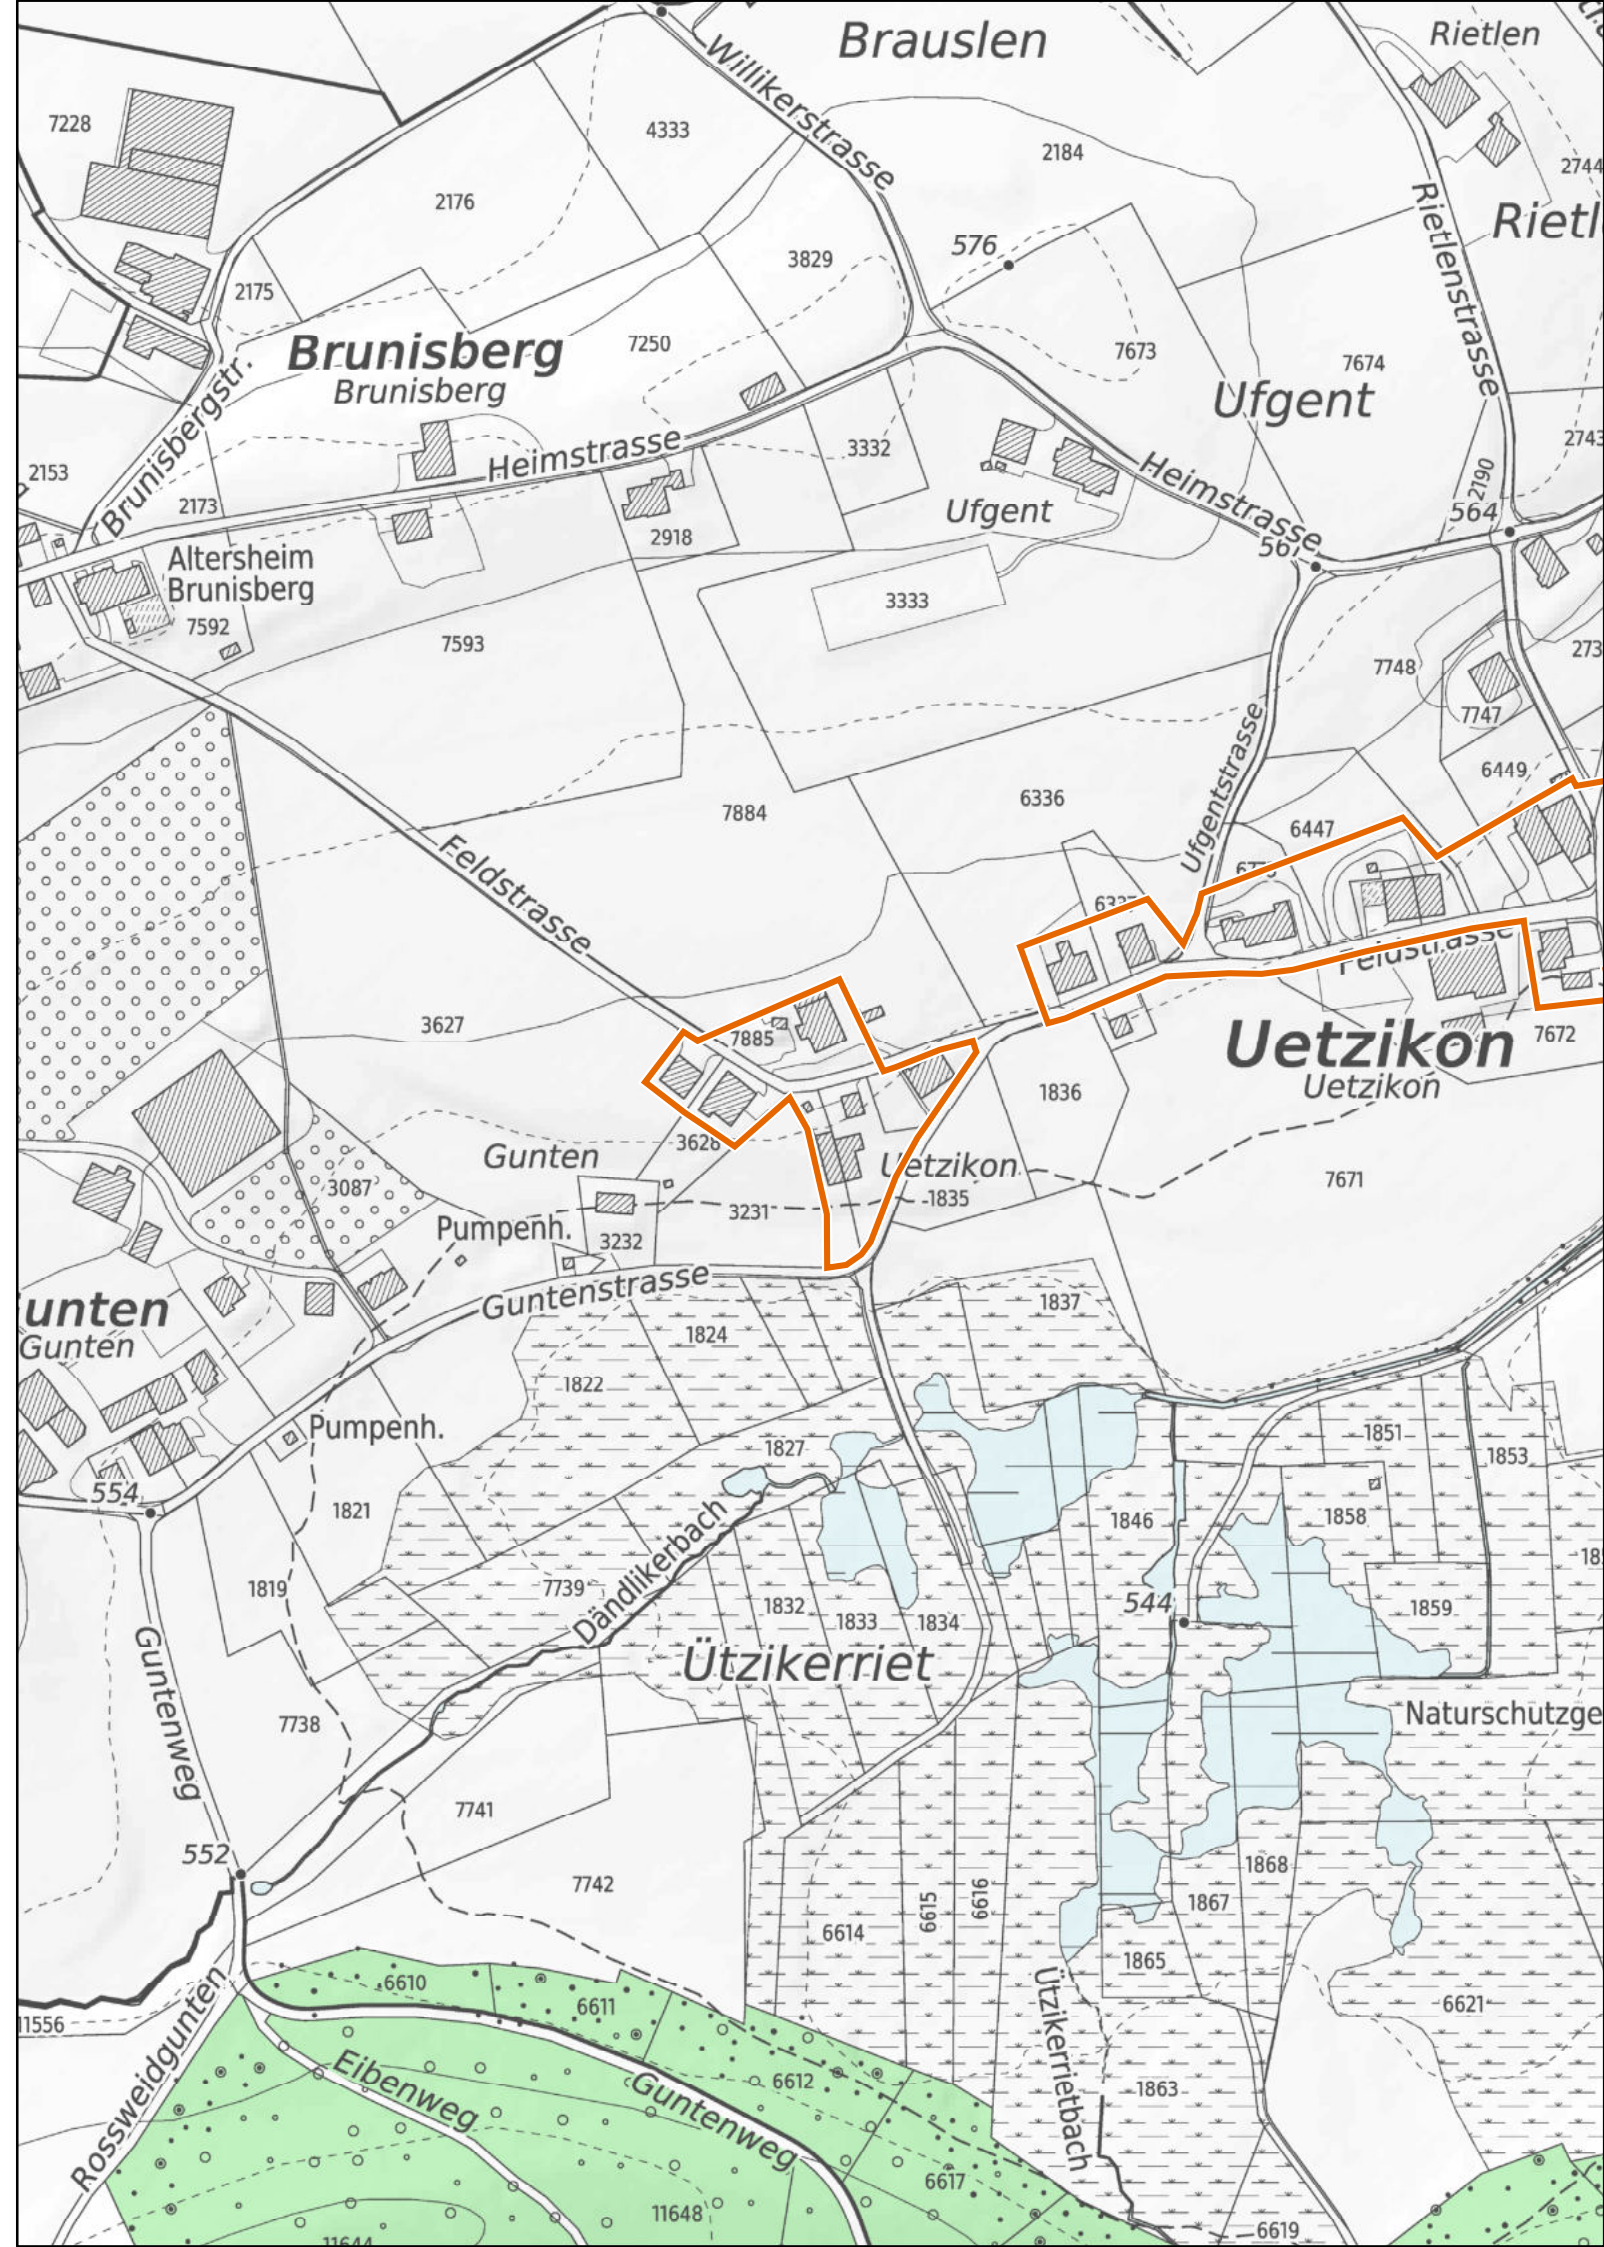 Brauslen
Rietlen
Willikerstrasse
7228
4333
2184
2744
2176
Rietl
576
3829
2175
Rietlenstrasse
Brunisberg
Brunisberg
7250
7673
7674
Ufgent
Brunisbergstr.
Heimstrasse
3332
2743
2153
2173
Heimstrasse
2190
564
Ufgent
2918
Altersheim
Brunisberg
3333
7592
7593
7748
273
7747
Ufgentstrasse
6449
7884
6336
6447
Feldstrasse
Feldstrasse
3627
7885
Uetzikon
Uetzikon
7672
1836
3628
Gunten
Uetzikon
7671
3087
1835
3231
Pumpenh.
3232
Guntenstrasse
1837
unten
Gunten
1824
1822
Pumpenh.
1827
1851
1853
554
1821
1846
1858
Dändlikerbach
7739
1819
1832
1833
1834
544
1859
Guntenweg
Ützikerriet
7738
Naturschutzge
7741
552
7742
1868
1867
6614
6615
6616
1865
6610
6611
6621
11556
Rossweidgunten
Eibenweg
Guntenweg
6612
Ützikerrietbach
1863
6617
11648
6619
11644